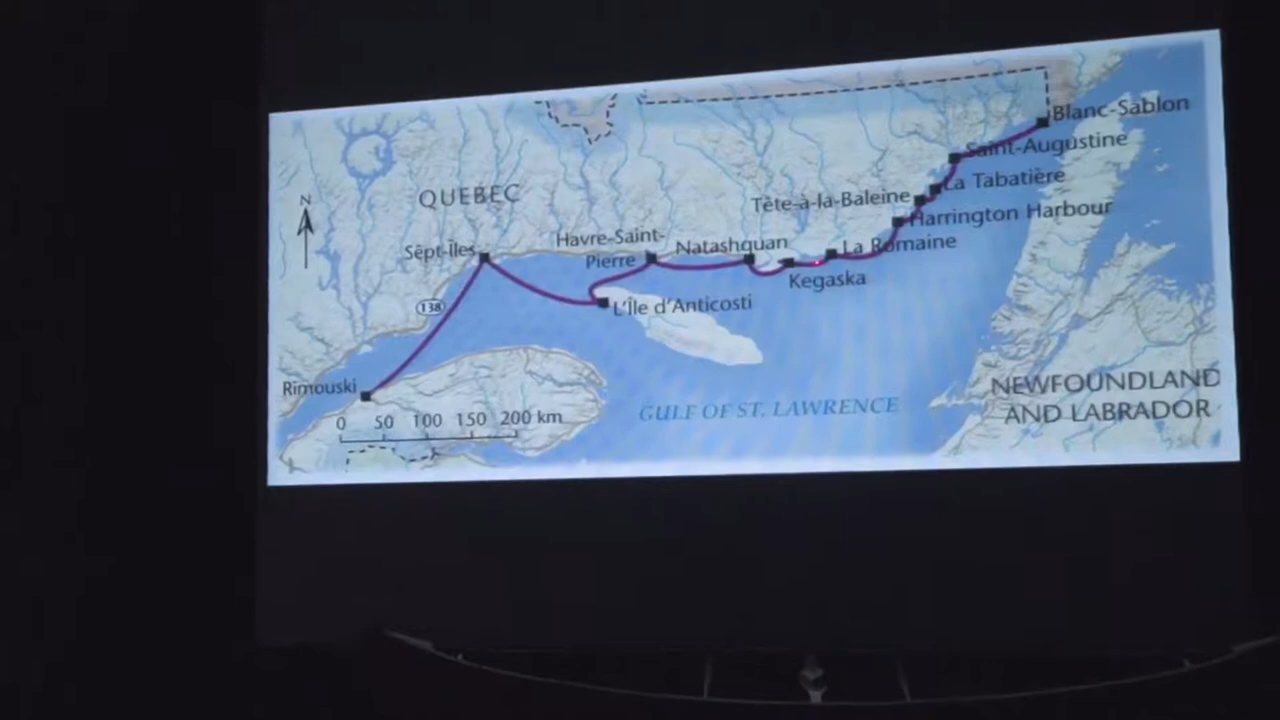 Blanc-Sablon
Saint-Augustine
La Tabatière
Tête-à-la-Baleine
Harrington Harbour
QUEBEC
N
Havre-Saint-
Pierre
Natashquan
La Romaine
Sept-Îles
Kegaska
138
L'Île d'Anticosti
Rimouski
NEWFOUNDLAND
AND LABRADOR
GULF OF ST. LAWRENCE
0 50 100 150 200 km